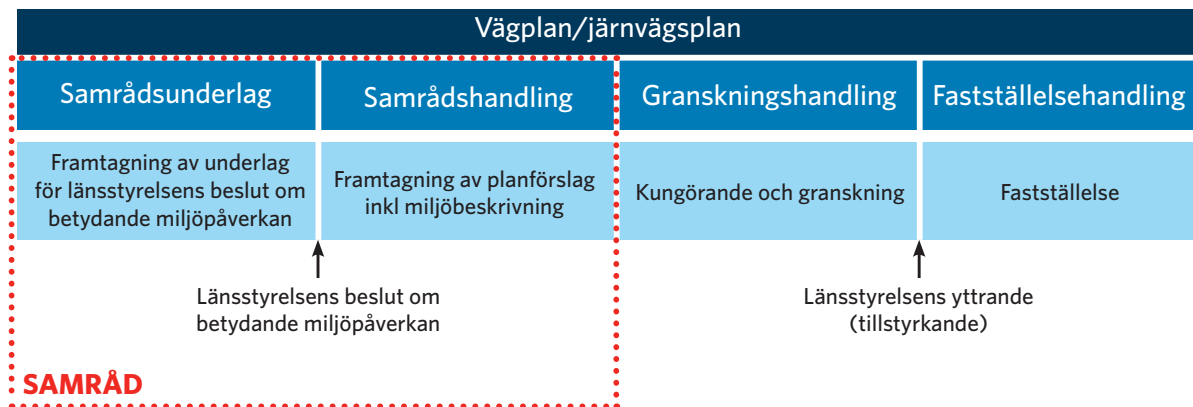 Vägplan/järnvägsplan
Samrådsunderlag
Samrådshandling
Granskningshandling
Fastställelsehandling
Framtagning av underlag
för länsstyrelsens beslut om
betydande miljöpåverkan
Framtagning av planförslag
inkl miljöbeskrivning
Kungörande och granskning
Fastställelse
Länsstyrelsens beslut om
betydande miljöpåverkan
Länsstyrelsens yttrande
(tillstyrkande)
SAMRÅD